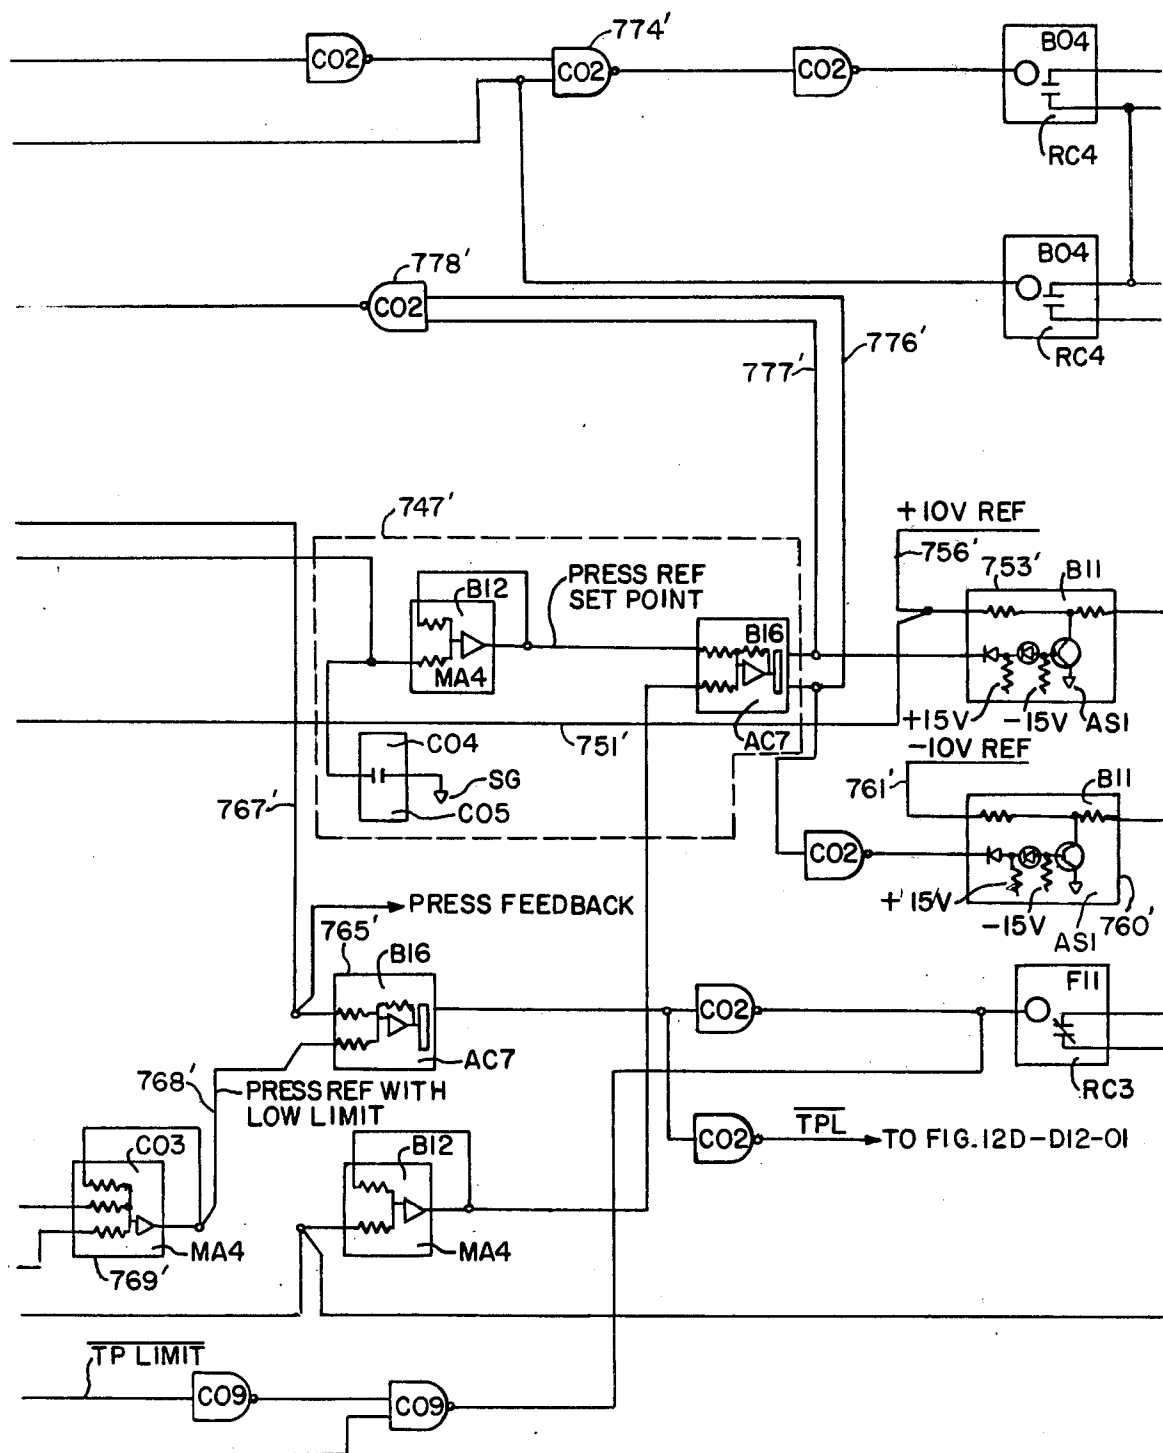 774'
CO2
CO2
CO2
BO4
RC4
778'
CO2
BO4
RC4
777'
776'
747'
+10V REF
756'
753'
B11
B12
PRESS REF
SET POINT
B16
MA4
AC7
+15V
-15V
AS1
751'
CO4
SG
CO5
-10V REF
761'
B11
767'
CO2
+15V
-15V
AS1
760'
PRESS FEEDBACK
765'
B16
AC7
CO2
F11
RC3
768'
PRESS REF WITH
LOW LIMIT
CO2
TPL
TO FIG. 12D-D12-01
CO3
B12
MA4
769'
MA4
TP LIMIT
CO9
CO9